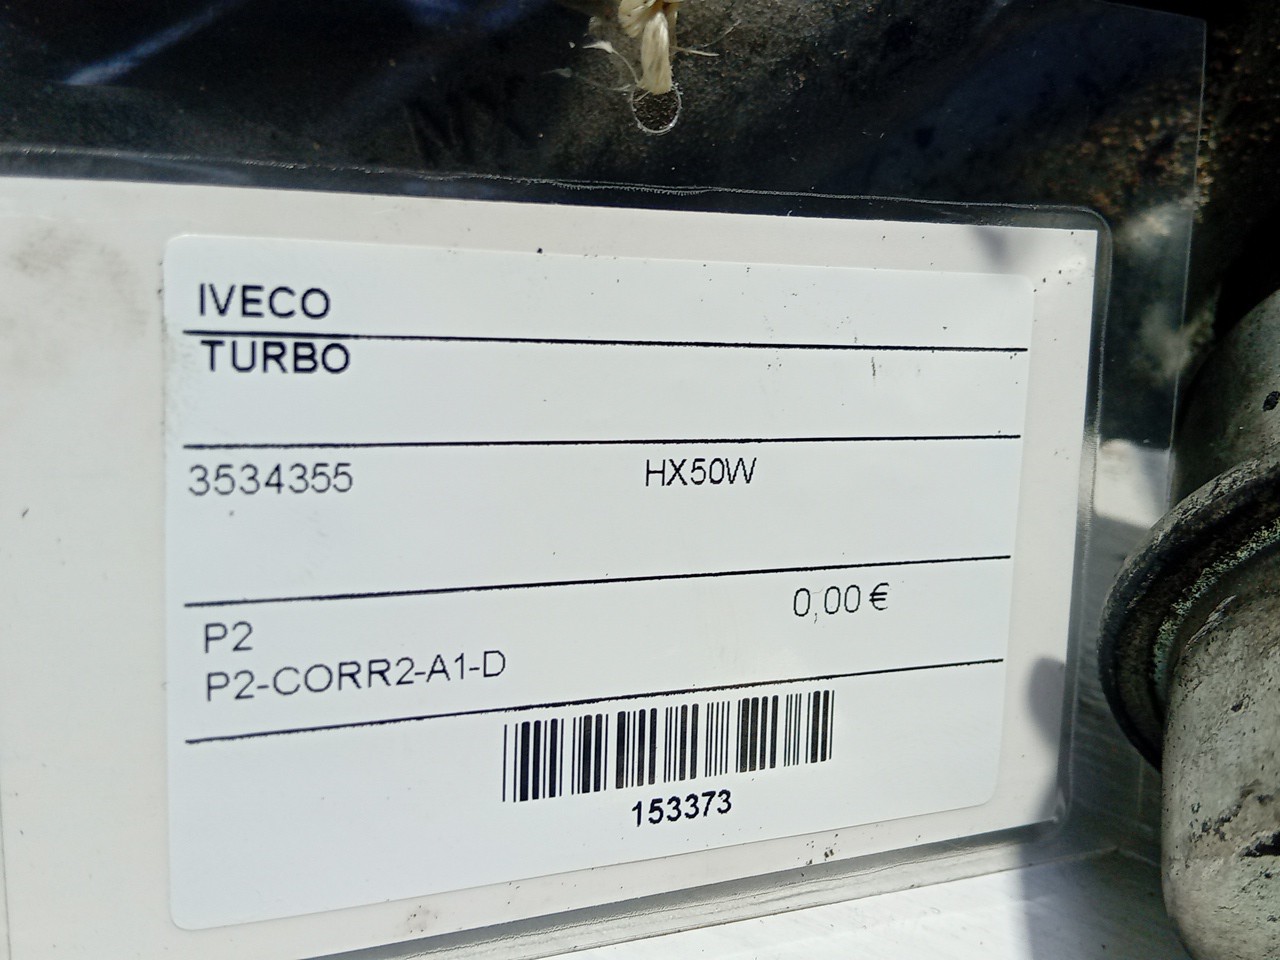 IVECO
TURBO
3534355 HX50W
0,00 €
P2
P2-CORR2-A1-D
153373